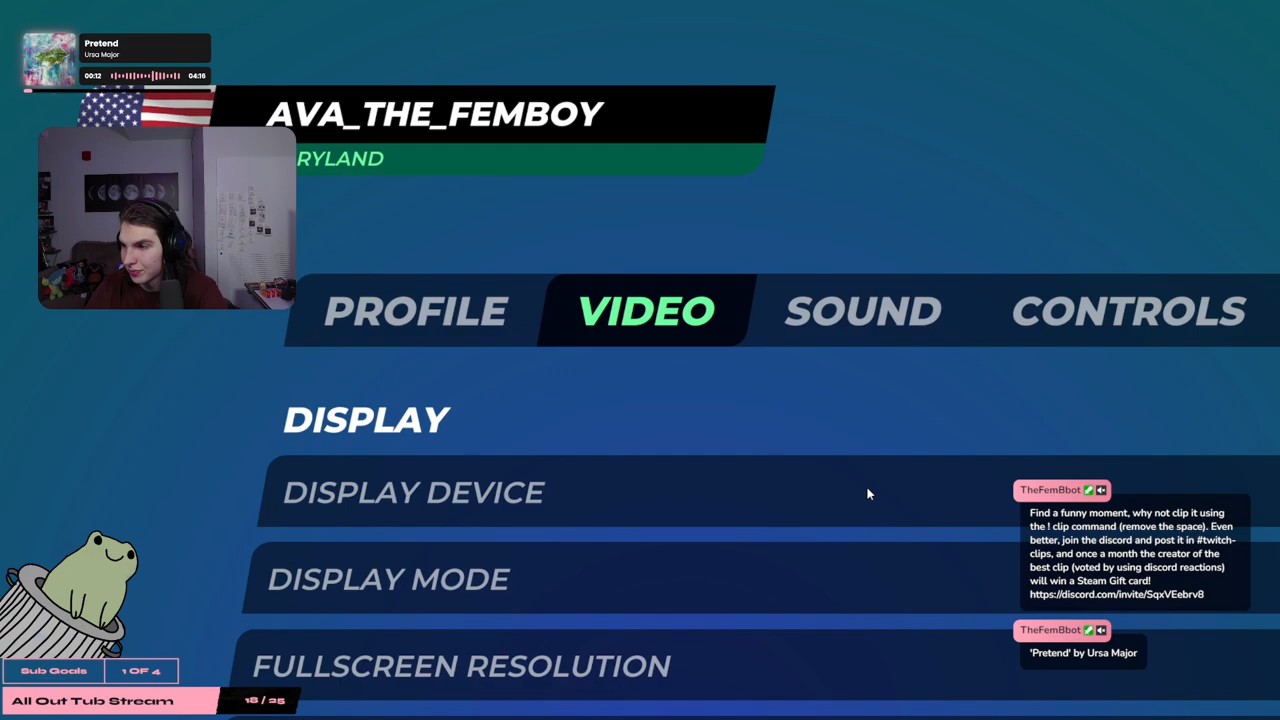 Pretend
Ursa Major
00:12
04:16
AVA_THE_FEMBOY
RYLAND
PROFILE
VIDEO
SOUND
CONTROLS
DISPLAY
DISPLAY DEVICE
DISPLAY MODE
FULLSCREEN RESOLUTION
TheFemBbot
Find a funny moment, why not clip it using
the ! clip command (remove the space). Even
better, join the discord and post it in #twitch-
clips, and once a month the creator of the
best clip (voted by using discord reactions)
will win a Steam Gift card!
https://discord.com/invite/SqxVEebrv8
TheFemBbot
'Pretend' by Ursa Major
Sub Goals
1 OF 4
All Out Tub Stream
18 / 25